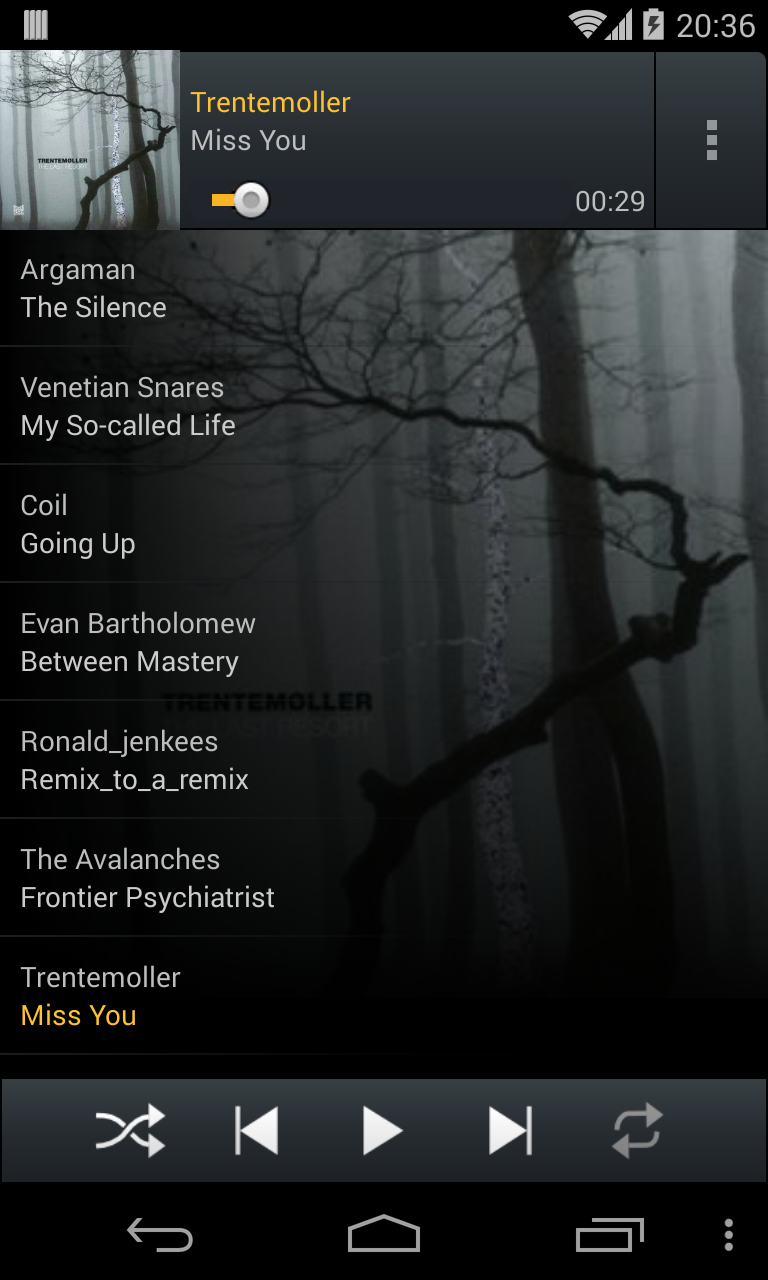 20:36
TRENTEMØLLER
THE LAST RESORT
Trentemoller
Miss You
00:29
Argaman
The Silence
Venetian Snares
My So-called Life
Coil
Going Up
Evan Bartholomew
Between Mastery
TRENTEMØLLER
THE LAST RESORT
Ronald_jenkees
Remix_to_a_remix
The Avalanches
Frontier Psychiatrist
Trentemoller
Miss You